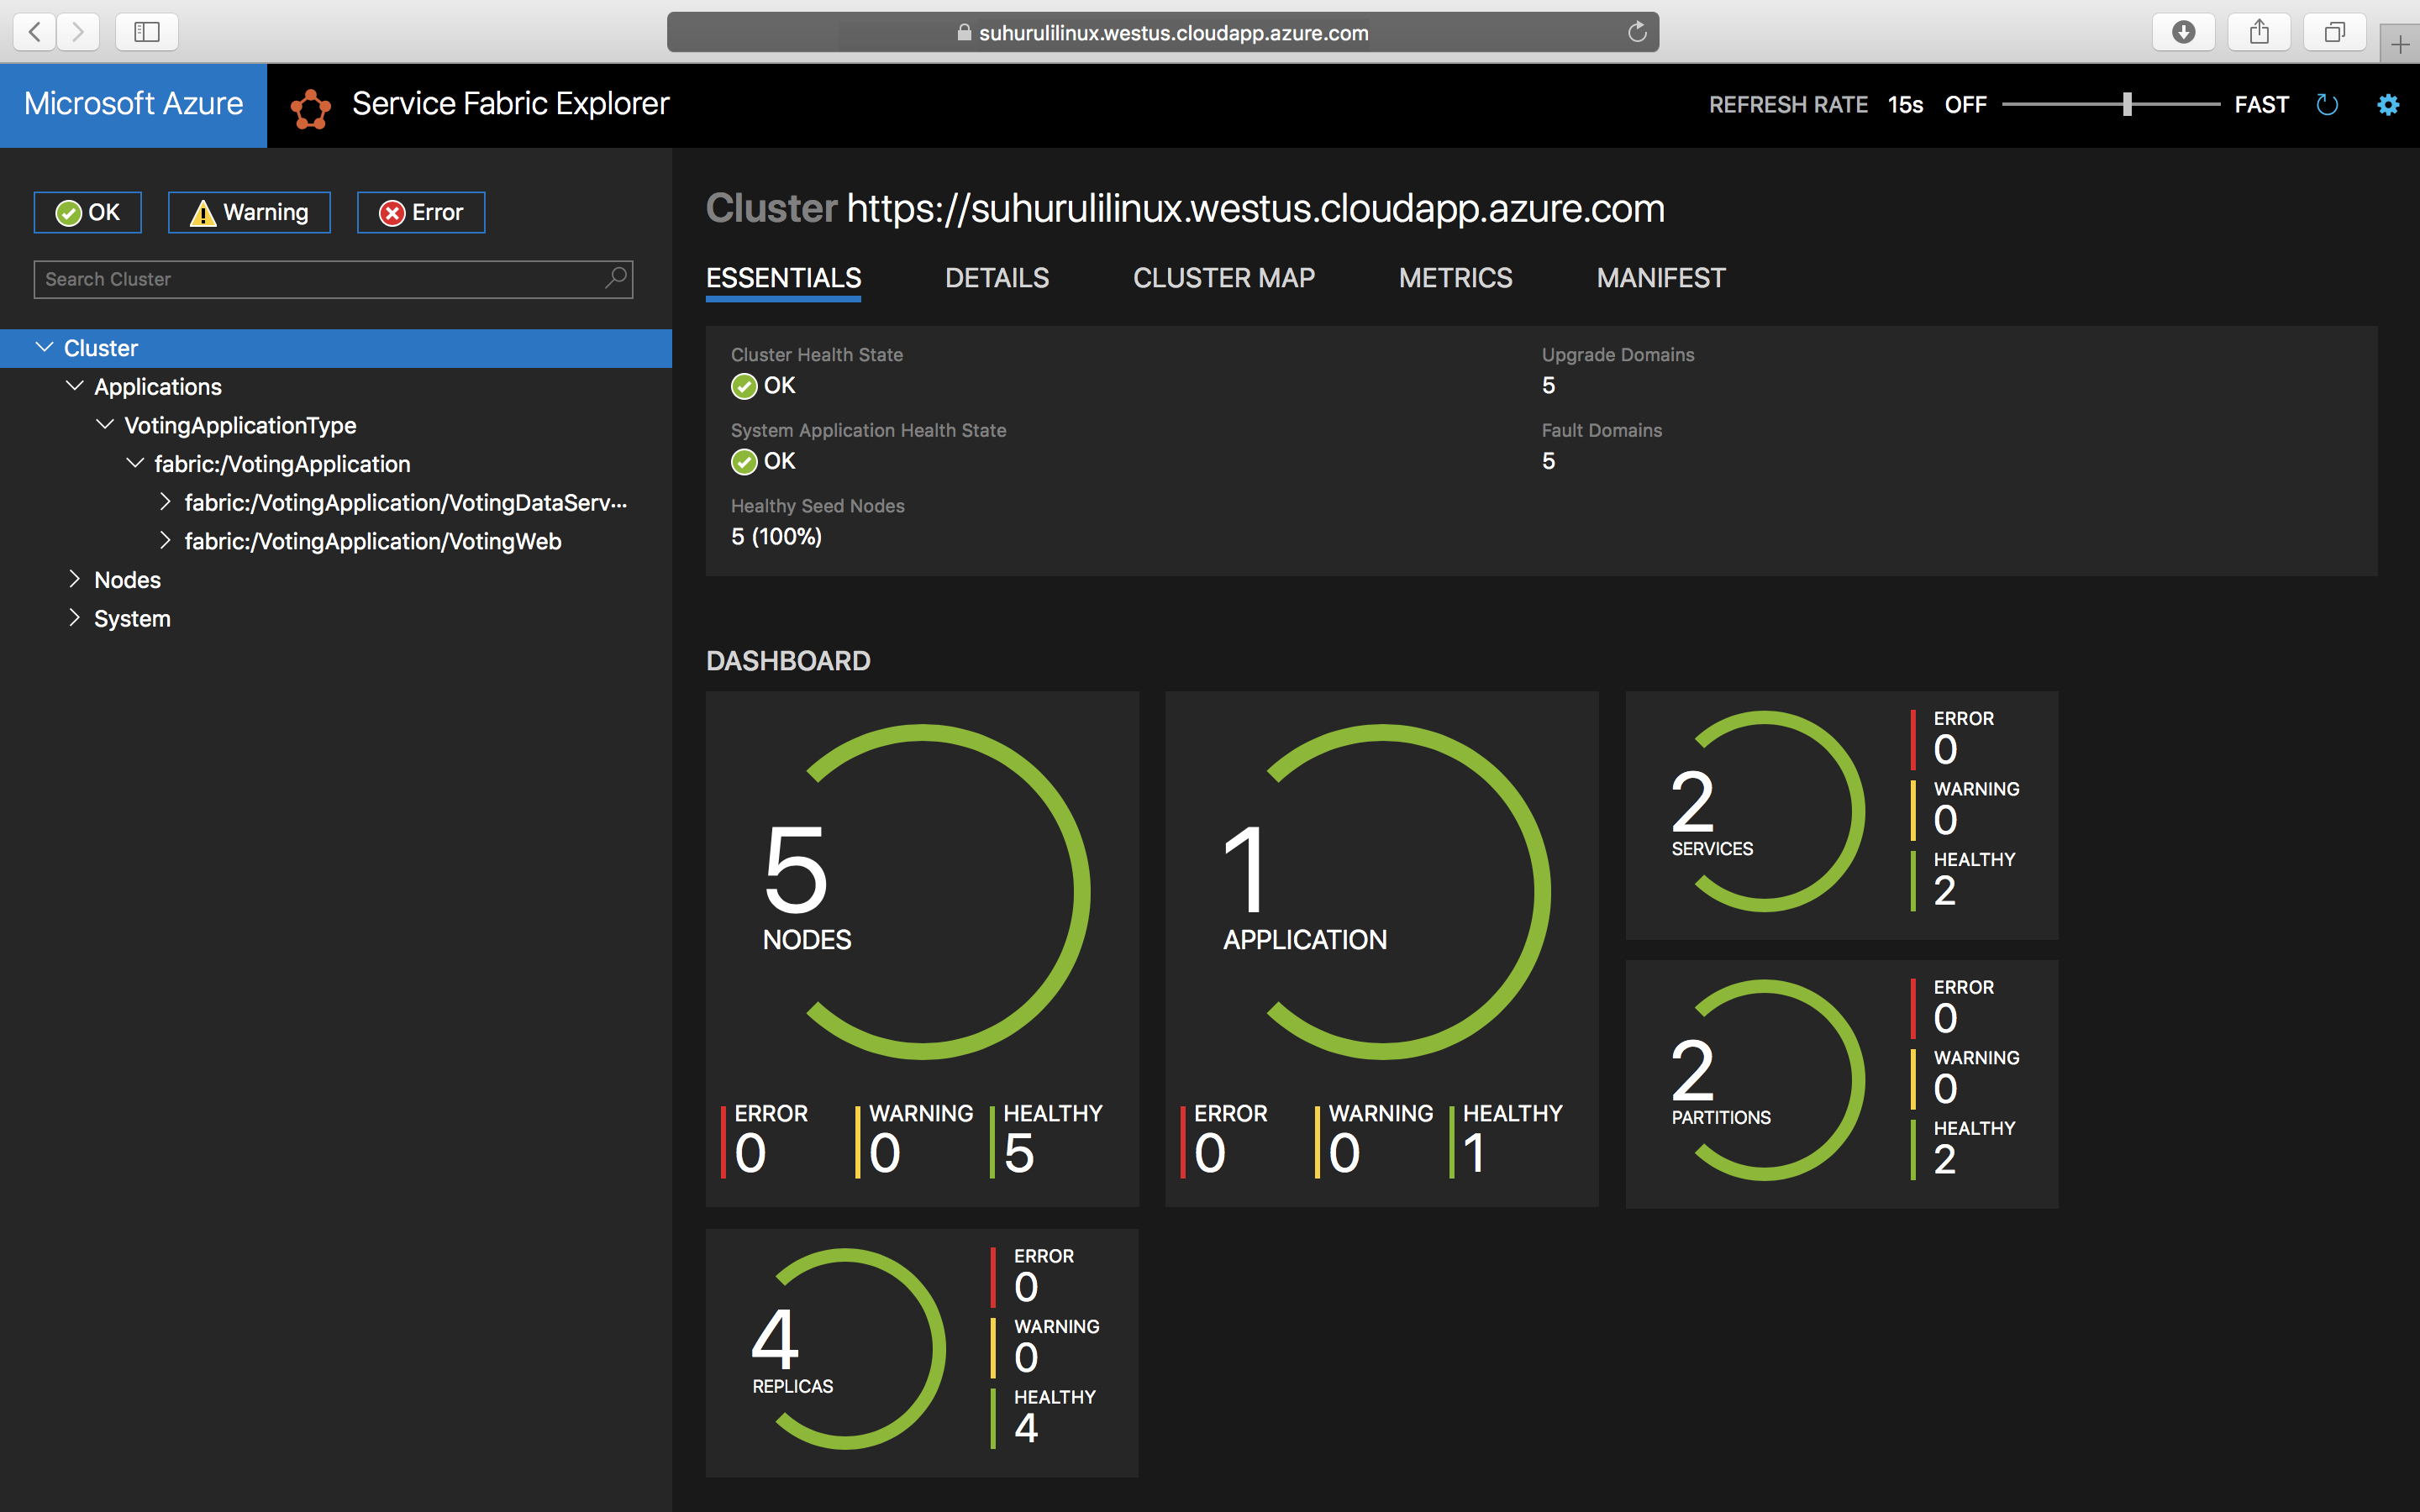 suhurulilinux.westus.cloudapp.azure.com
Microsoft Azure
Service Fabric Explorer
REFRESH RATE 15s OFF FAST
OK
Warning
Error
Search Cluster
Cluster
Applications
VotingApplicationType
fabric:/VotingApplication
fabric:/VotingApplication/VotingDataServ...
fabric:/VotingApplication/VotingWeb
Nodes
System
Cluster https://suhurulilinux.westus.cloudapp.azure.com
ESSENTIALS DETAILS CLUSTER MAP METRICS MANIFEST
Cluster Health State
OK
System Application Health State
OK
Healthy Seed Nodes
5 (100%)
Upgrade Domains
5
Fault Domains
5
DASHBOARD
5
NODES
ERROR
0
WARNING
0
HEALTHY
5
1
APPLICATION
ERROR
0
WARNING
0
HEALTHY
1
2
SERVICES
ERROR
0
WARNING
0
HEALTHY
2
2
PARTITIONS
ERROR
0
WARNING
0
HEALTHY
2
4
REPLICAS
ERROR
0
WARNING
0
HEALTHY
4